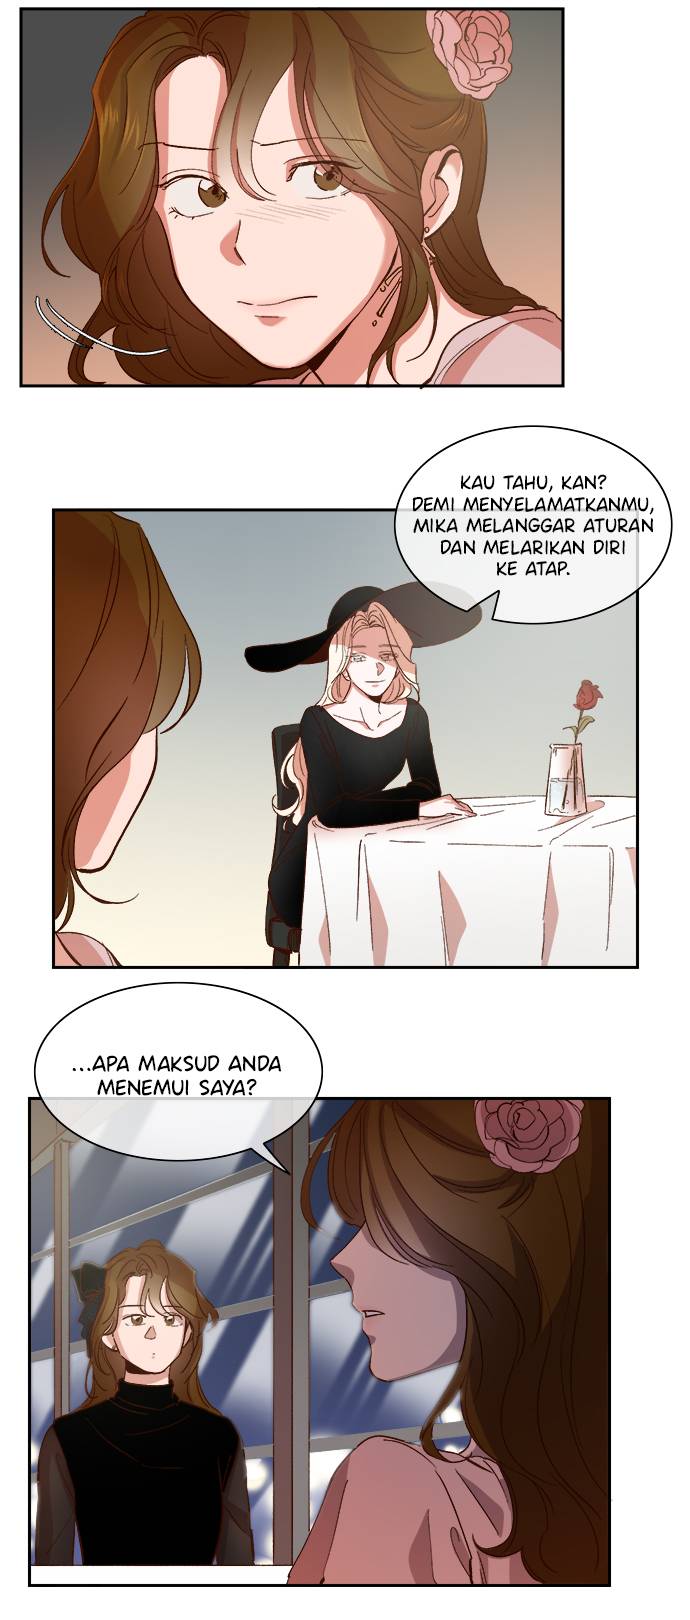 KAU TAHU, KAN?
DEMI MENYELAMATKANMU,
MIKA MELANGGAR ATURAN
DAN MELARIKAN DIRI
KE ATAP.
...APA MAKSUD ANDA
MENEMUI SAYA?